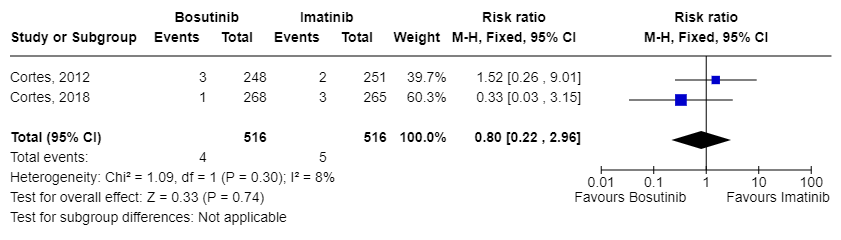 Bosutinib Imatinib Risk ratio Risk ratio
Study or Subgroup Events Total Events Total Weight M-H, Fixed, 95% CI M-H, Fixed, 95% CI
Cortes, 2012 3 248 2 251 39.7% 1.52 [0.26 , 9.01]
Cortes, 2018 1 268 3 265 60.3% 0.33 [0.03 , 3.15]
Total (95% CI) 516 516 100.0% 0.80 [0.22 , 2.96]
Total events: 4 5
Heterogeneity: Chi² = 1.09, df = 1 (P = 0.30); I² = 8%
Test for overall effect: Z = 0.33 (P = 0.74)
Test for subgroup differences: Not applicable
0.01 0.1 1 10 100
Favours Bosutinib Favours Imatinib